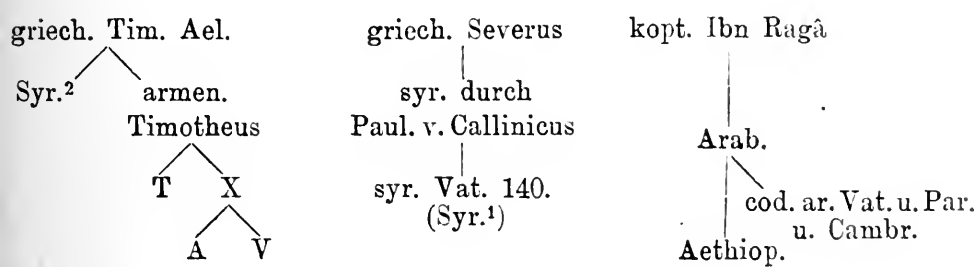 griech. Tim. Ael.
Syr.²
armen.
Timotheus
T
X
A
V
griech. Severus
syr. durch
Paul. v. Callinicus
syr. Vat. 140.
(Syr.¹)
kopt. Ibn Ragâ
Arab.
cod. ar. Vat. u. Par.
u. Cambr.
Aethiop.